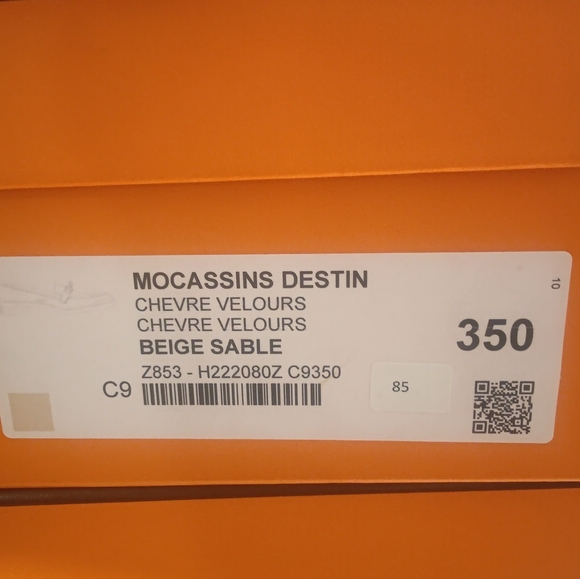 MOCASSINS DESTIN
CHEVRE VELOURS
CHEVRE VELOURS
BEIGE SABLE
Z853 - H222080Z C9350
C9
85
350
10